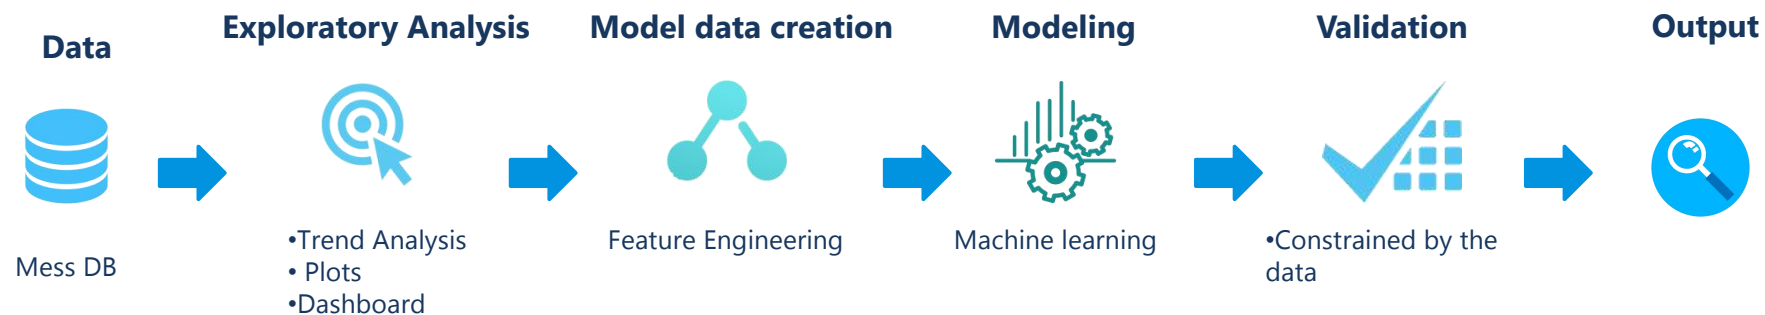 Data
Mess DB
Exploratory Analysis
•Trend Analysis
• Plots
•Dashboard
Model data creation
Feature Engineering
Modeling
Machine learning
Validation
•Constrained by the
data
Output